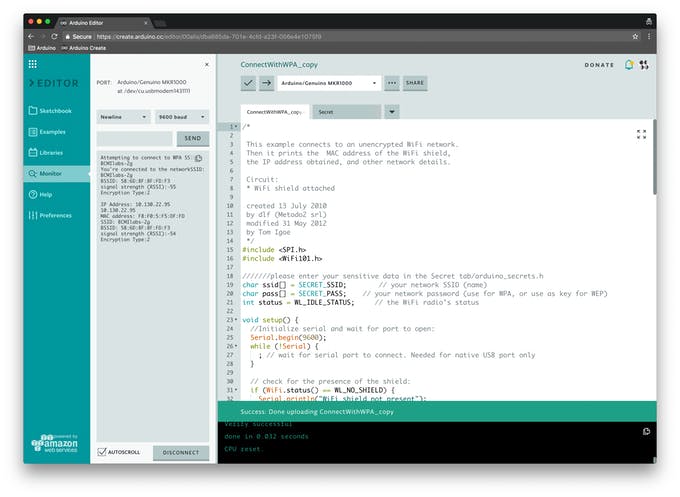 Arduino Editor
Secure https://create.arduino.cc/editor/00alis/dba885da-701e-4cfd-a23f-066e4e1075f9
Arduino Arduino Create
EDITOR
Sketchbook
Examples
Libraries
Monitor
Help
Preferences
powered by
amazon
web services
PORT: Arduino/Genuino MKR1000
at /dev/cu.usbmodem1431111
Newline 9600 baud
SEND
Attempting to connect to WPA SS
BCMIlabs-2g
You're connected to the networkSSID:
BCMIlabs-2g
BSSID: 58:6D:8F:8F:FD:F3
signal strength (RSSI):-55
Encryption Type:2
IP Address: 10.130.22.95
10.130.22.95
MAC address: F8:F0:5:F5:DF:FD
SSID: BCMIlabs-2g
BSSID: 58:6D:8F:8F:FD:F3
signal strength (RSSI):-54
Encryption Type:2
AUTOSCROLL DISCONNECT
ConnectWithWPA_copy
DONATE
Arduino/Genuino MKR1000 ••• SHARE
ConnectWithWPA_copy Secret
1 /*
2
3 This example connects to an unencrypted WiFi network.
4 Then it prints the MAC address of the WiFi shield,
5 the IP address obtained, and other network details.
6
7 Circuit:
8 * WiFi shield attached
9
10 created 13 July 2010
11 by dlf (Metodo2 srl)
12 modified 31 May 2012
13 by Tom Igoe
14 */
15 #include <SPI.h>
16 #include <WiFi101.h>
17
18 ///////please enter your sensitive data in the Secret tab/arduino_secrets.h
19 char ssid[] = SECRET_SSID; // your network SSID (name)
20 char pass[] = SECRET_PASS; // your network password (use for WPA, or use as key for WEP)
21 int status = WL_IDLE_STATUS; // the WiFi radio's status
22
23 void setup() {
24 //Initialize serial and wait for port to open:
25 Serial.begin(9600);
26 while (!Serial) {
27 ; // wait for serial port to connect. Needed for native USB port only
28 }
29
30 // check for the presence of the shield:
31 if (WiFi.status() == WL_NO_SHIELD) {
32 Serial.println("WiFi shield not present");
Success: Done uploading ConnectWithWPA_copy
Verify successful
done in 0.032 seconds
CPU reset.